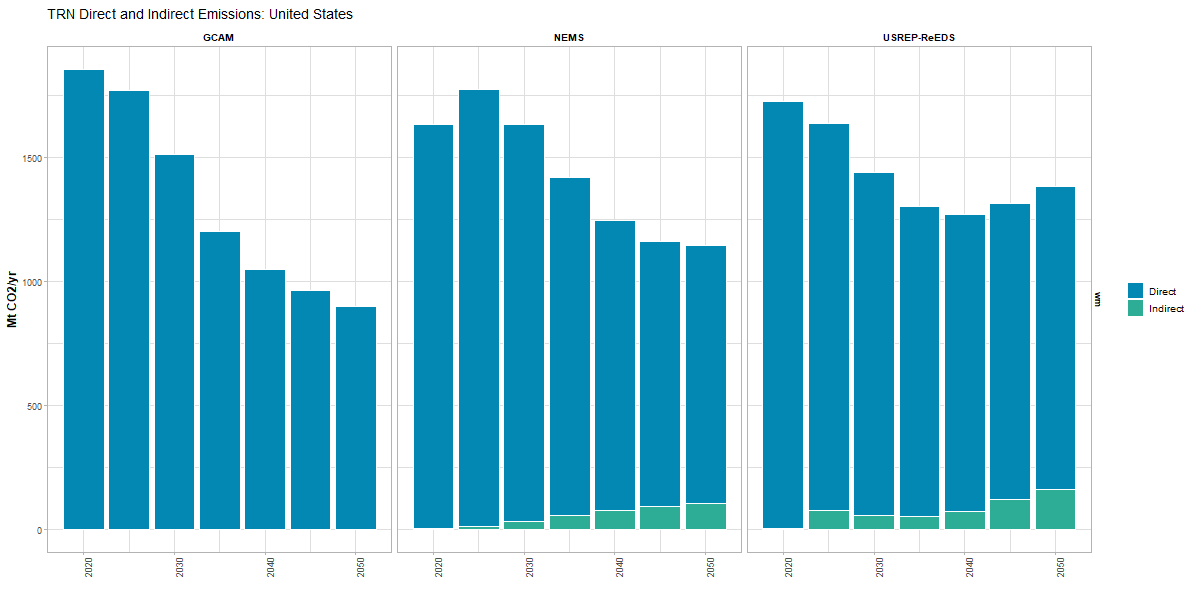 TRN Direct and Indirect Emissions: United States
GCAM
NEMS
USREP-ReEDS
Mt CO2/yr
1500
1000
500
0
2020
2030
2040
2050
2020
2030
2040
2050
2020
2030
2040
2050
wm
Direct
Indirect